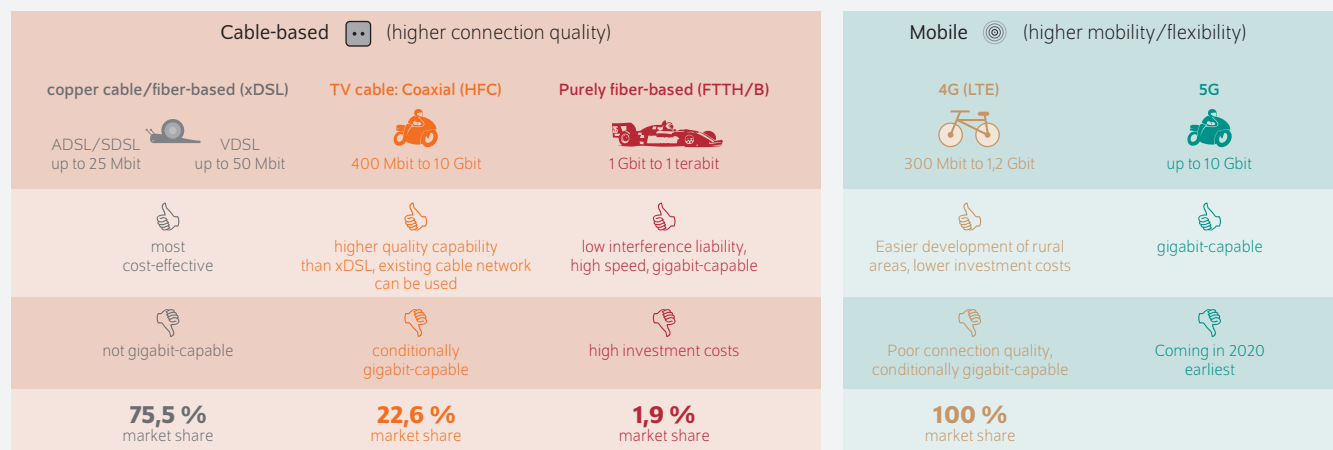 Cable-based (higher connection quality)
copper cable/fiber-based (xDSL)
ADSL/SDSL
up to 25 Mbit
VDSL
up to 50 Mbit
most
cost-effective
not gigabit-capable
75,5 %
market share
TV cable: Coaxial (HFC)
400 Mbit to 10 Gbit
higher quality capability
than xDSL, existing cable network
can be used
conditionally
gigabit-capable
22,6 %
market share
Purely fiber-based (FTTH/B)
1 Gbit to 1 terabit
low interference liability,
high speed, gigabit-capable
high investment costs
1,9 %
market share
Mobile (higher mobility/flexibility)
4G (LTE)
300 Mbit to 1,2 Gbit
Easier development of rural
areas, lower investment costs
Poor connection quality,
conditionally gigabit-capable
100 %
market share
5G
up to 10 Gbit
gigabit-capable
Coming in 2020
earliest